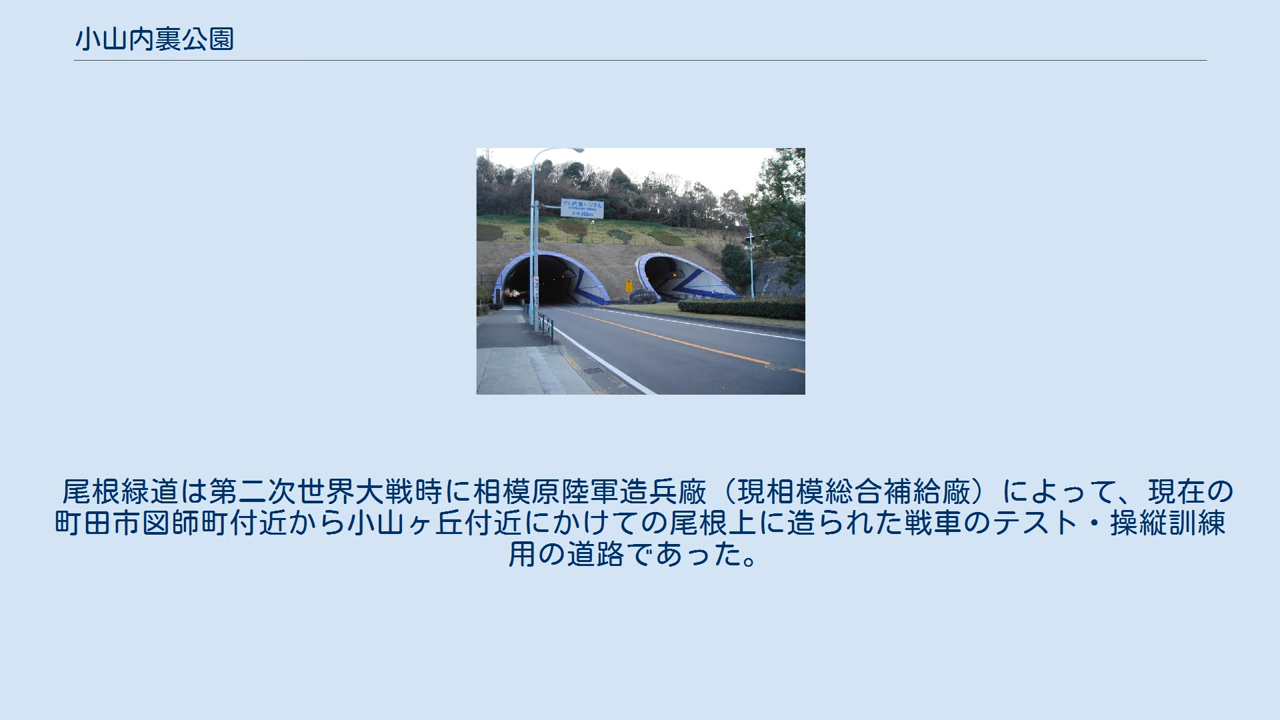 小山内裏公園
尾根緑道は第二次世界大戦時に相模原陸軍造兵廠（現相模総合補給廠）によって、現在の
町田市図師町付近から小山ヶ丘付近にかけての尾根上に造られた戦車のテスト・操縦訓練
用の道路であった。